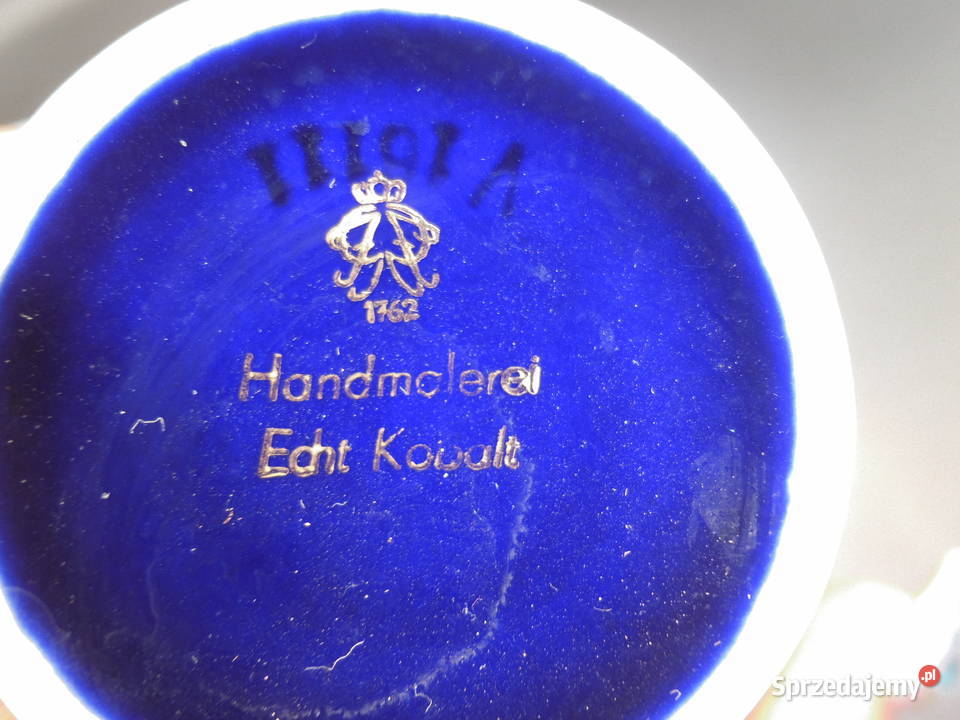 1762
Handmalerei
Echt Kobalt
Sprzedajemy.pl